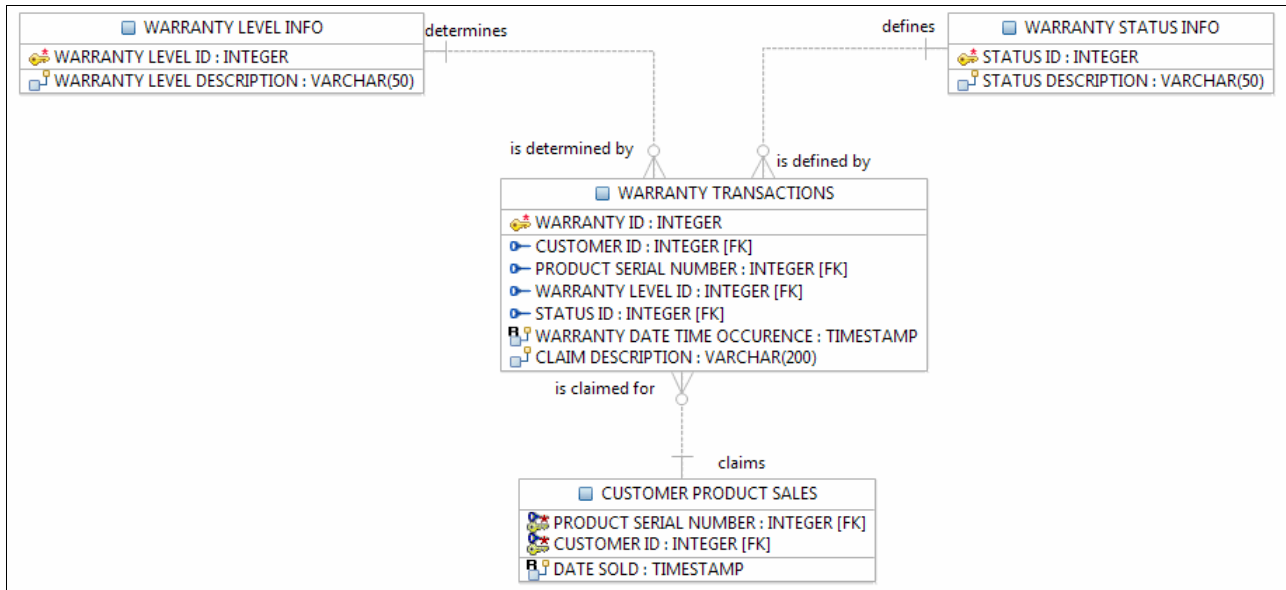 WARRANTY LEVEL INFO
WARRANTY LEVEL ID : INTEGER
WARRANTY LEVEL DESCRIPTION : VARCHAR(50)
determines
defines
WARRANTY STATUS INFO
STATUS ID : INTEGER
STATUS DESCRIPTION : VARCHAR(50)
is determined by
is defined by
WARRANTY TRANSACTIONS
WARRANTY ID : INTEGER
CUSTOMER ID : INTEGER [FK]
PRODUCT SERIAL NUMBER : INTEGER [FK]
WARRANTY LEVEL ID : INTEGER [FK]
STATUS ID : INTEGER [FK]
WARRANTY DATE TIME OCCURENCE : TIMESTAMP
CLAIM DESCRIPTION : VARCHAR(200)
is claimed for
claims
CUSTOMER PRODUCT SALES
PRODUCT SERIAL NUMBER : INTEGER [FK]
CUSTOMER ID : INTEGER [FK]
DATE SOLD : TIMESTAMP